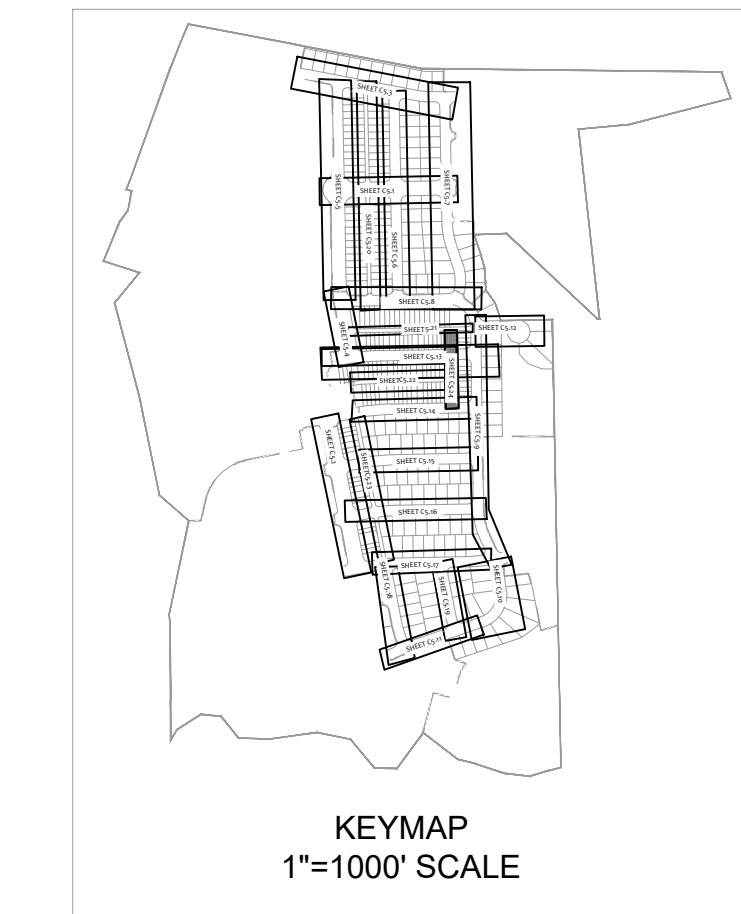 SHEET C5.3
SHEET C5.5
SHEET C5.1
SHEET C5.7
SHEET C5.20
SHEET C5.6
SHEET C5.8
SHEET C5.4
SHEET 5.21
SHEET C5.12
SHEET C5.13
SHEET C5.24
SHEET C5.22
SHEET C5.14
SHEET C5.9
SHEET C5.2
SHEET C5.15
SHEET C5.23
SHEET C5.16
SHEET C5.17
SHEET C5.18
SHEET C5.19
SHEET C5.10
SHEET C5.11
KEYMAP
1"=1000' SCALE